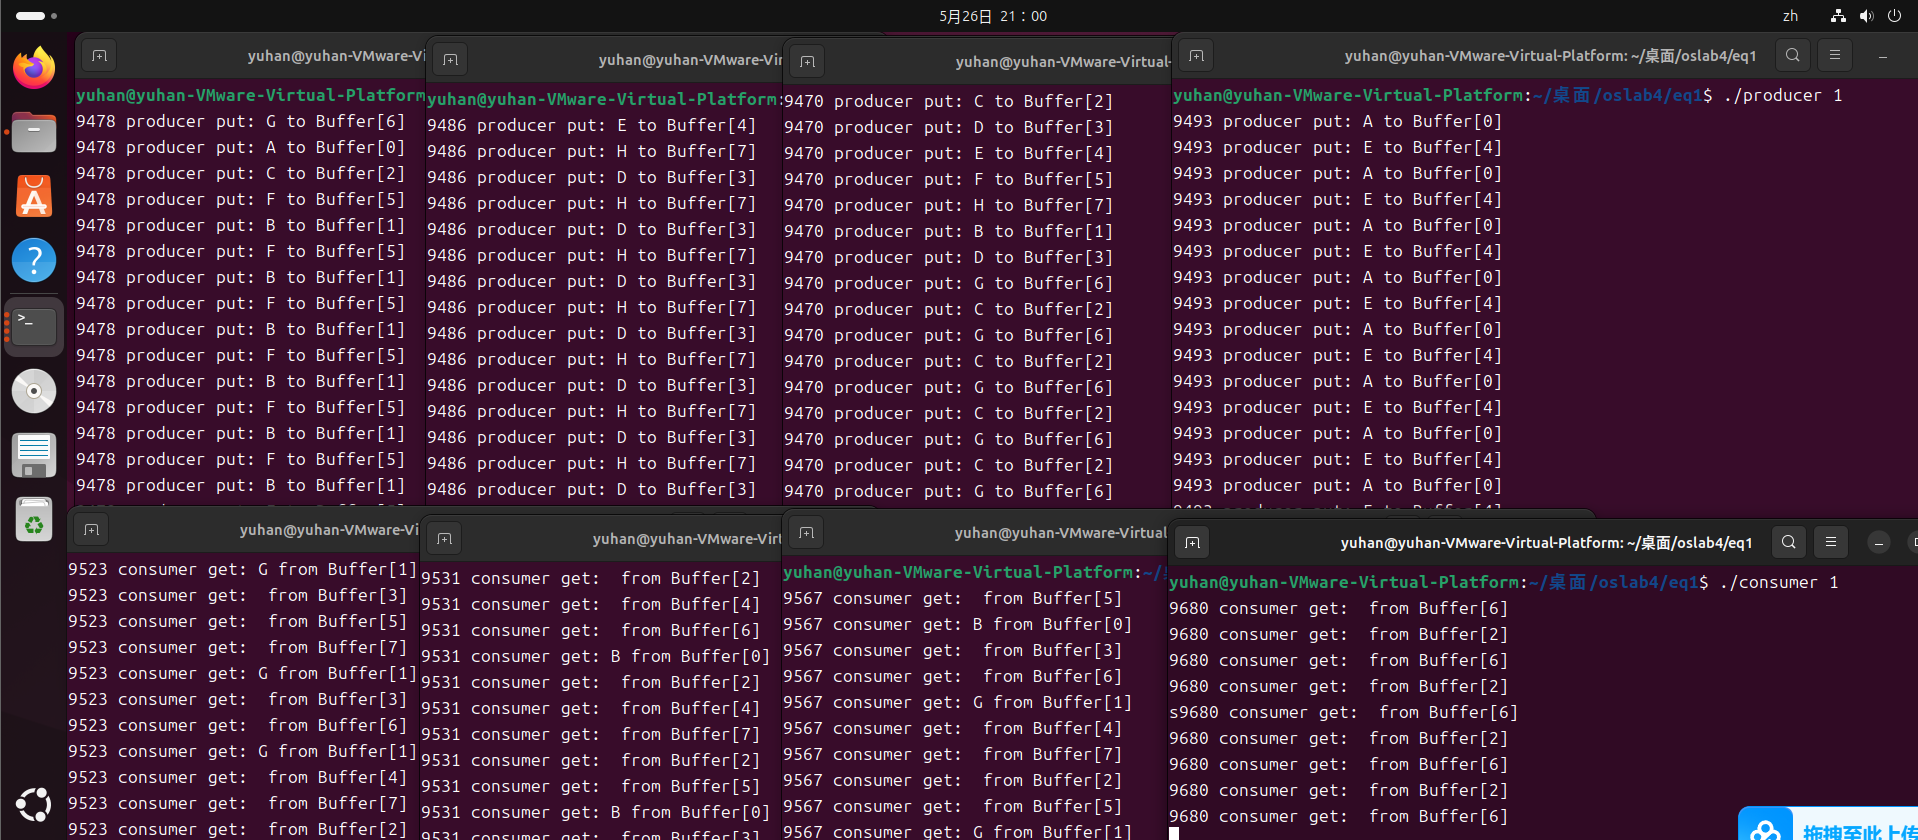 5月26日 21：00
zh
yuhan@yuhan-VMware-Vi
yuhan@yuhan-VMware-Virtual-Platform
9478 producer put: G to Buffer[6]
9478 producer put: A to Buffer[0]
9478 producer put: C to Buffer[2]
9478 producer put: F to Buffer[5]
9478 producer put: B to Buffer[1]
9478 producer put: F to Buffer[5]
9478 producer put: B to Buffer[1]
9478 producer put: F to Buffer[5]
9478 producer put: B to Buffer[1]
9478 producer put: F to Buffer[5]
9478 producer put: B to Buffer[1]
9478 producer put: F to Buffer[5]
9478 producer put: B to Buffer[1]
9478 producer put: F to Buffer[5]
9478 producer put: B to Buffer[1]
yuhan@yuhan-VMware-Vir
yuhan@yuhan-VMware-Virtual-Platform:
9486 producer put: E to Buffer[4]
9486 producer put: H to Buffer[7]
9486 producer put: D to Buffer[3]
9486 producer put: H to Buffer[7]
9486 producer put: D to Buffer[3]
9486 producer put: H to Buffer[7]
9486 producer put: D to Buffer[3]
9486 producer put: H to Buffer[7]
9486 producer put: D to Buffer[3]
9486 producer put: H to Buffer[7]
9486 producer put: D to Buffer[3]
9486 producer put: H to Buffer[7]
9486 producer put: D to Buffer[3]
9486 producer put: H to Buffer[7]
9486 producer put: D to Buffer[3]
yuhan@yuhan-VMware-Virtual-
9470 producer put: C to Buffer[2]
9470 producer put: D to Buffer[3]
9470 producer put: E to Buffer[4]
9470 producer put: F to Buffer[5]
9470 producer put: H to Buffer[7]
9470 producer put: B to Buffer[1]
9470 producer put: D to Buffer[3]
9470 producer put: G to Buffer[6]
9470 producer put: C to Buffer[2]
9470 producer put: G to Buffer[6]
9470 producer put: C to Buffer[2]
9470 producer put: G to Buffer[6]
9470 producer put: C to Buffer[2]
9470 producer put: G to Buffer[6]
9470 producer put: C to Buffer[2]
9470 producer put: G to Buffer[6]
yuhan@yuhan-VMware-Virtual-Platform: ~/桌面/oslab4/eq1
yuhan@yuhan-VMware-Virtual-Platform:~/桌面/oslab4/eq1$ ./producer 1
9493 producer put: A to Buffer[0]
9493 producer put: E to Buffer[4]
9493 producer put: A to Buffer[0]
9493 producer put: E to Buffer[4]
9493 producer put: A to Buffer[0]
9493 producer put: E to Buffer[4]
9493 producer put: A to Buffer[0]
9493 producer put: E to Buffer[4]
9493 producer put: A to Buffer[0]
9493 producer put: E to Buffer[4]
9493 producer put: A to Buffer[0]
9493 producer put: E to Buffer[4]
9493 producer put: A to Buffer[0]
9493 producer put: E to Buffer[4]
9493 producer put: A to Buffer[0]
yuhan@yuhan-VMware-Vi
9523 consumer get: G from Buffer[1]
9523 consumer get:  from Buffer[3]
9523 consumer get:  from Buffer[5]
9523 consumer get:  from Buffer[7]
9523 consumer get: G from Buffer[1]
9523 consumer get:  from Buffer[3]
9523 consumer get:  from Buffer[6]
9523 consumer get: G from Buffer[1]
9523 consumer get:  from Buffer[4]
9523 consumer get:  from Buffer[7]
9523 consumer get:  from Buffer[2]
yuhan@yuhan-VMware-Virt
9531 consumer get:  from Buffer[2]
9531 consumer get:  from Buffer[4]
9531 consumer get:  from Buffer[6]
9531 consumer get: B from Buffer[0]
9531 consumer get:  from Buffer[2]
9531 consumer get:  from Buffer[4]
9531 consumer get:  from Buffer[7]
9531 consumer get:  from Buffer[2]
9531 consumer get:  from Buffer[5]
9531 consumer get: B from Buffer[0]
9531 consumer get:  from Buffer[3]
yuhan@yuhan-VMware-Virtual-
yuhan@yuhan-VMware-Virtual-Platform:~/
9567 consumer get:  from Buffer[5]
9567 consumer get: B from Buffer[0]
9567 consumer get:  from Buffer[3]
9567 consumer get:  from Buffer[6]
9567 consumer get: G from Buffer[1]
9567 consumer get:  from Buffer[4]
9567 consumer get:  from Buffer[7]
9567 consumer get:  from Buffer[2]
9567 consumer get:  from Buffer[5]
9567 consumer get: G from Buffer[1]
yuhan@yuhan-VMware-Virtual-Platform: ~/桌面/oslab4/eq1
yuhan@yuhan-VMware-Virtual-Platform:~/桌面/oslab4/eq1$ ./consumer 1
9680 consumer get:  from Buffer[6]
9680 consumer get:  from Buffer[2]
9680 consumer get:  from Buffer[6]
9680 consumer get:  from Buffer[2]
s9680 consumer get:  from Buffer[6]
9680 consumer get:  from Buffer[2]
9680 consumer get:  from Buffer[6]
9680 consumer get:  from Buffer[2]
9680 consumer get:  from Buffer[6]
拖拽至此上传